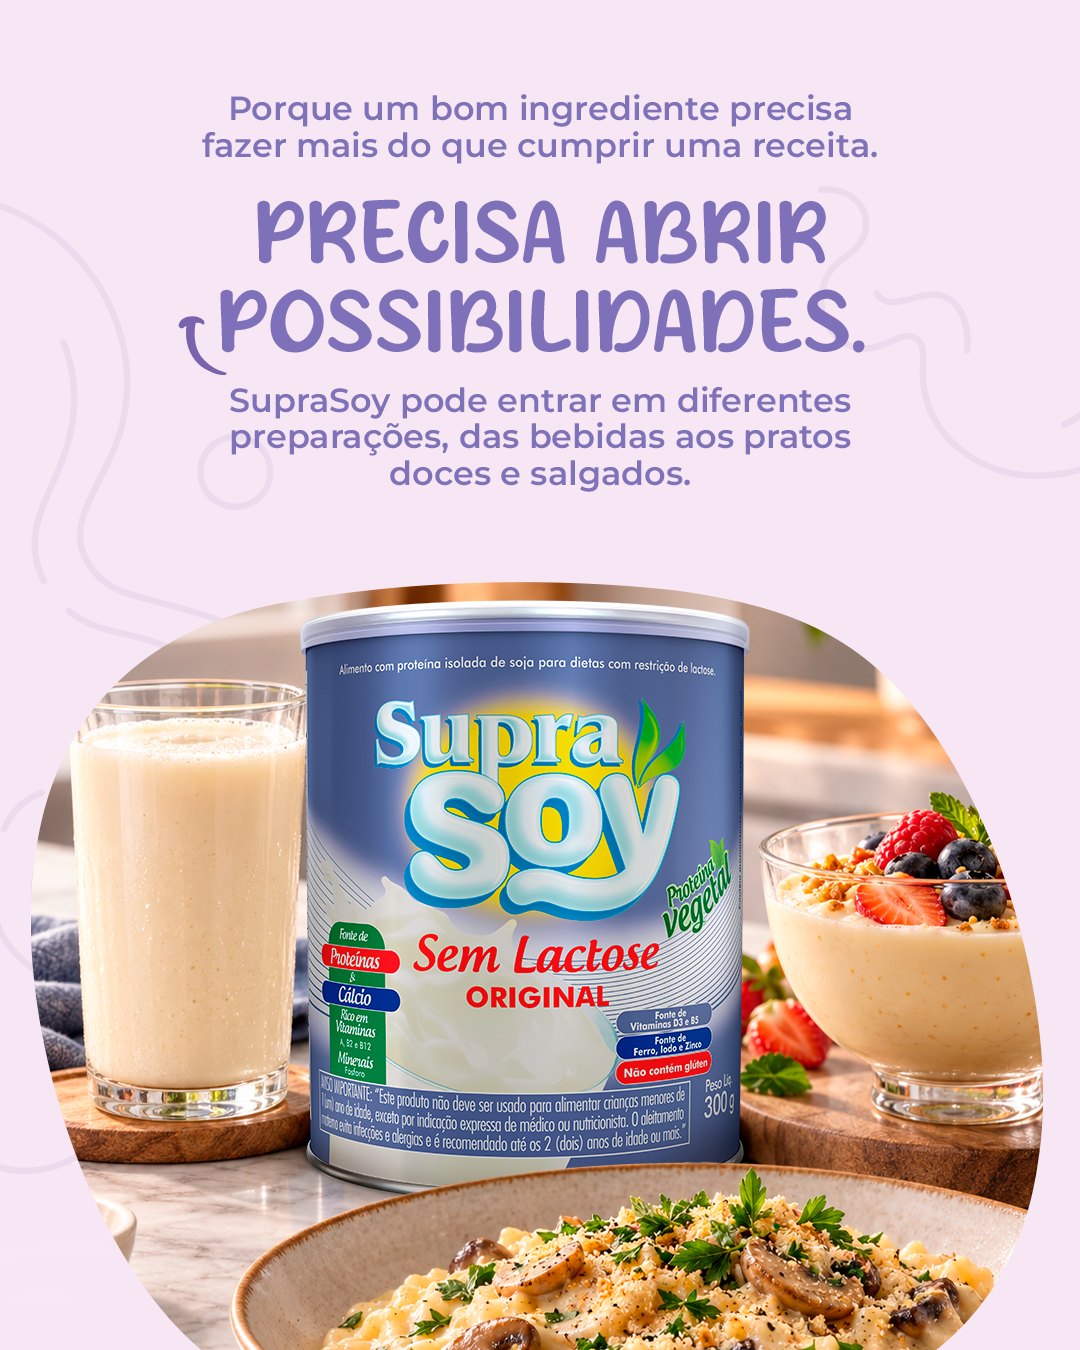 Porque um bom ingrediente precisa
fazer mais do que cumprir uma receita.
PRECISA ABRIR
POSSIBILIDADES.
SupraSoy pode entrar em diferentes
preparações, das bebidas aos pratos
doces e salgados.
Alimento com proteína isolada de soja para dietas com restrição de lactose.
Supra
Soy
Proteína
vegetal
Sem Lactose
ORIGINAL
Fonte de
Proteínas
&
Cálcio
Rico em
Vitaminas
A, B2 e B12
Minerais
Fósforo
Fonte de
Vitaminas D3 e B5
Fonte de
Ferro, Iodo e Zinco
Não contém glúten
Peso Líq.
300g
AVISO IMPORTANTE: "Este produto não deve ser usado para alimentar crianças menores de
1 (um) ano de idade, exceto por indicação expressa de médico ou nutricionista. O aleitamento
materno evita infecções e alergias e é recomendado até os 2 (dois) anos de idade ou mais."